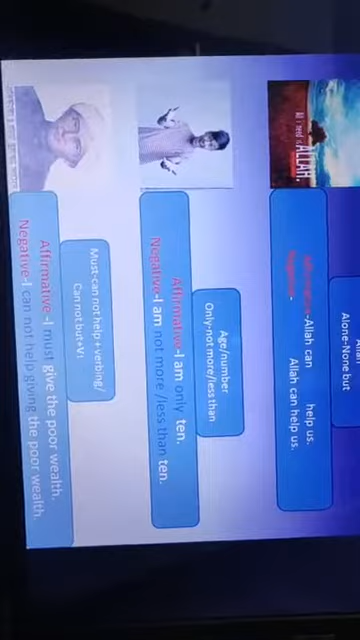 Allah
Alone-None but
All i need is ALLAH.
Affirmative-Allah can help us.
Negative- Allah can help us.
Age/number
Only-not more/less than
Affirmative-I am only ten.
Negative-I am not more /less than ten.
Must-can not help + verbing/
Can not but+V1
Affirmative -I must give the poor wealth.
Negative-I can not help giving the poor wealth.